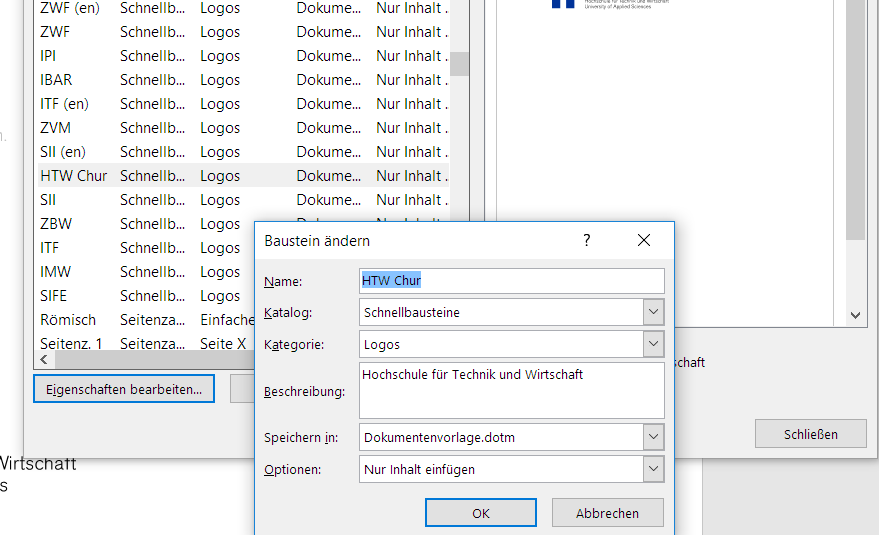 ZWF (en) Schnellb... Logos Dokume... Nur Inhalt ..
Hochschule für Technik und Wirtschaft
University of Applied Sciences
ZWF Schnellb... Logos Dokume... Nur Inhalt ..
IPI Schnellb... Logos Dokume... Nur Inhalt ..
IBAR Schnellb... Logos Dokume... Nur Inhalt ..
ITF (en) Schnellb... Logos Dokume... Nur Inhalt ..
ZVM Schnellb... Logos Dokume... Nur Inhalt ..
n.
SII (en) Schnellb... Logos Dokume... Nur Inhalt ..
HTW Chur Schnellb... Logos Dokume... Nur Inhalt ..
SII Schnellb... Logos Dokume... Nur Inhalt ..
ZBW Schnellb... Logos Dokume... Nur Inhalt ..
ITF Schnellb... Logos
IMW Schnellb... Logos
SIFE Schnellb... Logos
Römisch Seitenza... Einfache
Seitenz. 1 Seitenza... Seite X
Eigenschaften bearbeiten...
schaft
Schließen
Wirtschaft
s
Baustein ändern ?
Name: HTW Chur
Katalog: Schnellbausteine
Kategorie: Logos
Beschreibung: Hochschule für Technik und Wirtschaft
Speichern in: Dokumentenvorlage.dotm
Optionen: Nur Inhalt einfügen
OK Abbrechen